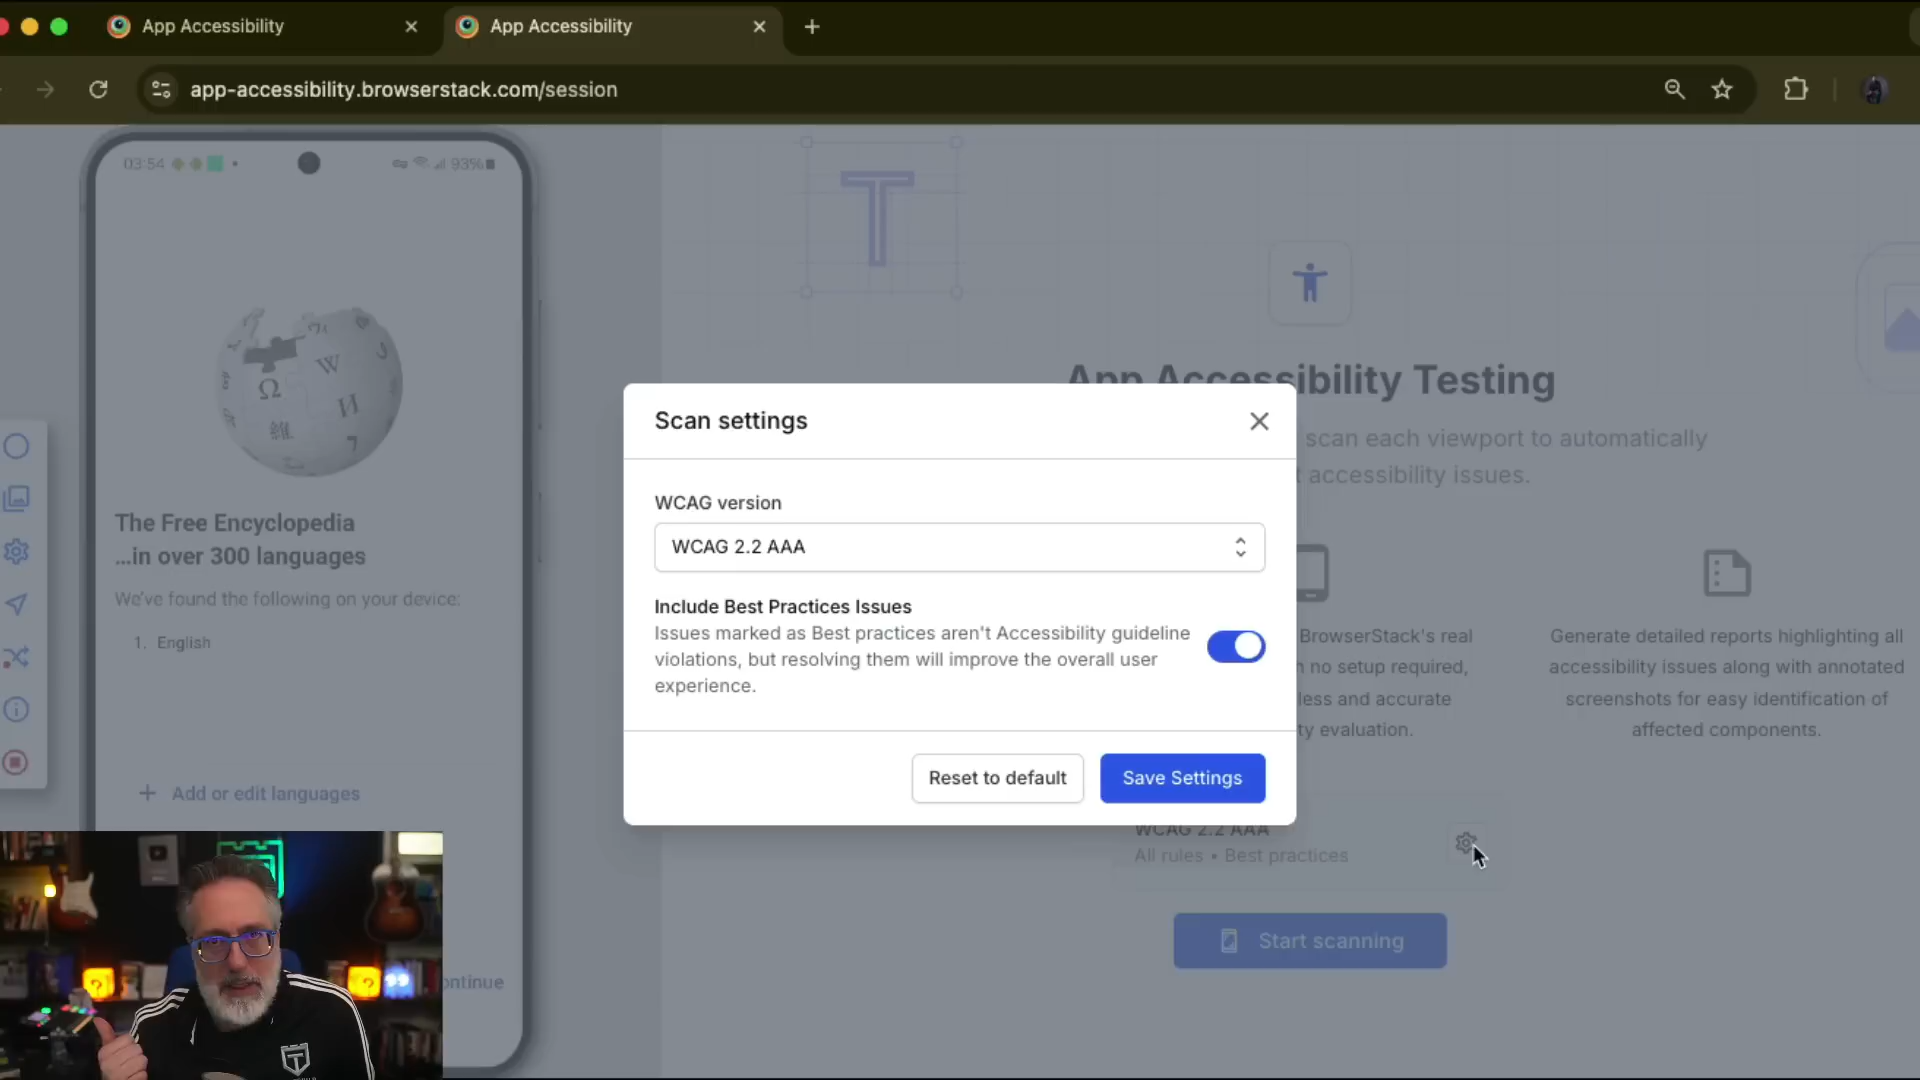 App Accessibility
App Accessibility
app-accessibility.browserstack.com/session
03:54
93%
The Free Encyclopedia
...in over 300 languages
We've found the following on your device:
1. English
Add or edit languages
ontinue
T
App Accessibility Testing
scan each viewport to automatically
t accessibility issues.
Scan settings
WCAG version
WCAG 2.2 AAA
Include Best Practices Issues
Issues marked as Best practices aren't Accessibility guideline
violations, but resolving them will improve the overall user
experience.
Reset to default
Save Settings
BrowserStack's real
h no setup required,
less and accurate
ty evaluation.
Generate detailed reports highlighting all
accessibility issues along with annotated
screenshots for easy identification of
affected components.
WCAG 2.2 AAA
All rules • Best practices
Start scanning